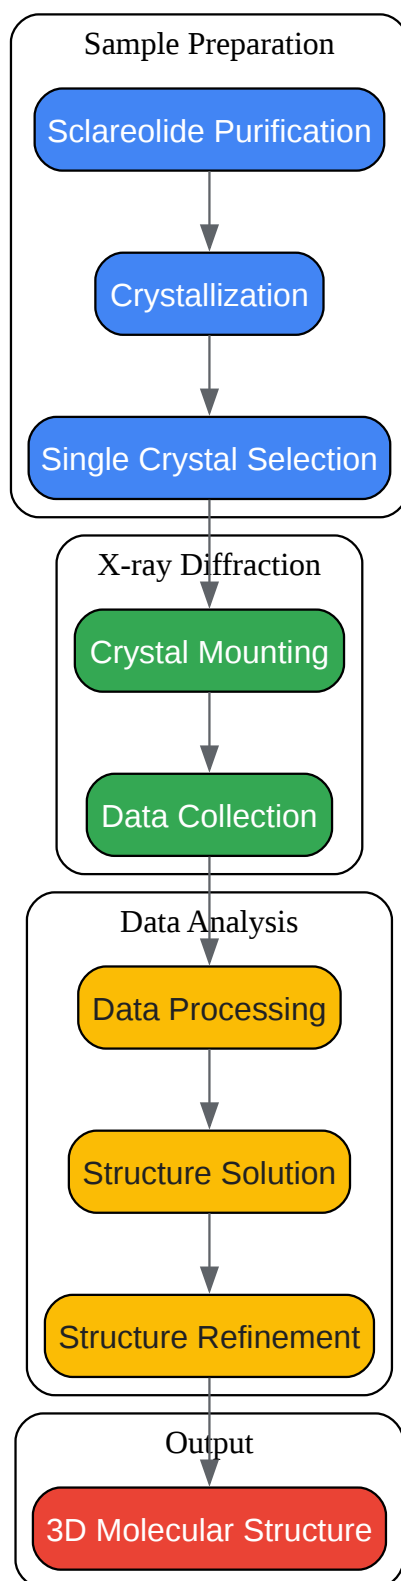 Sample Preparation
Sclareolide Purification
Crystallization
Single Crystal Selection
X-ray Diffraction
Crystal Mounting
Data Collection
Data Analysis
Data Processing
Structure Solution
Structure Refinement
Output
3D Molecular Structure